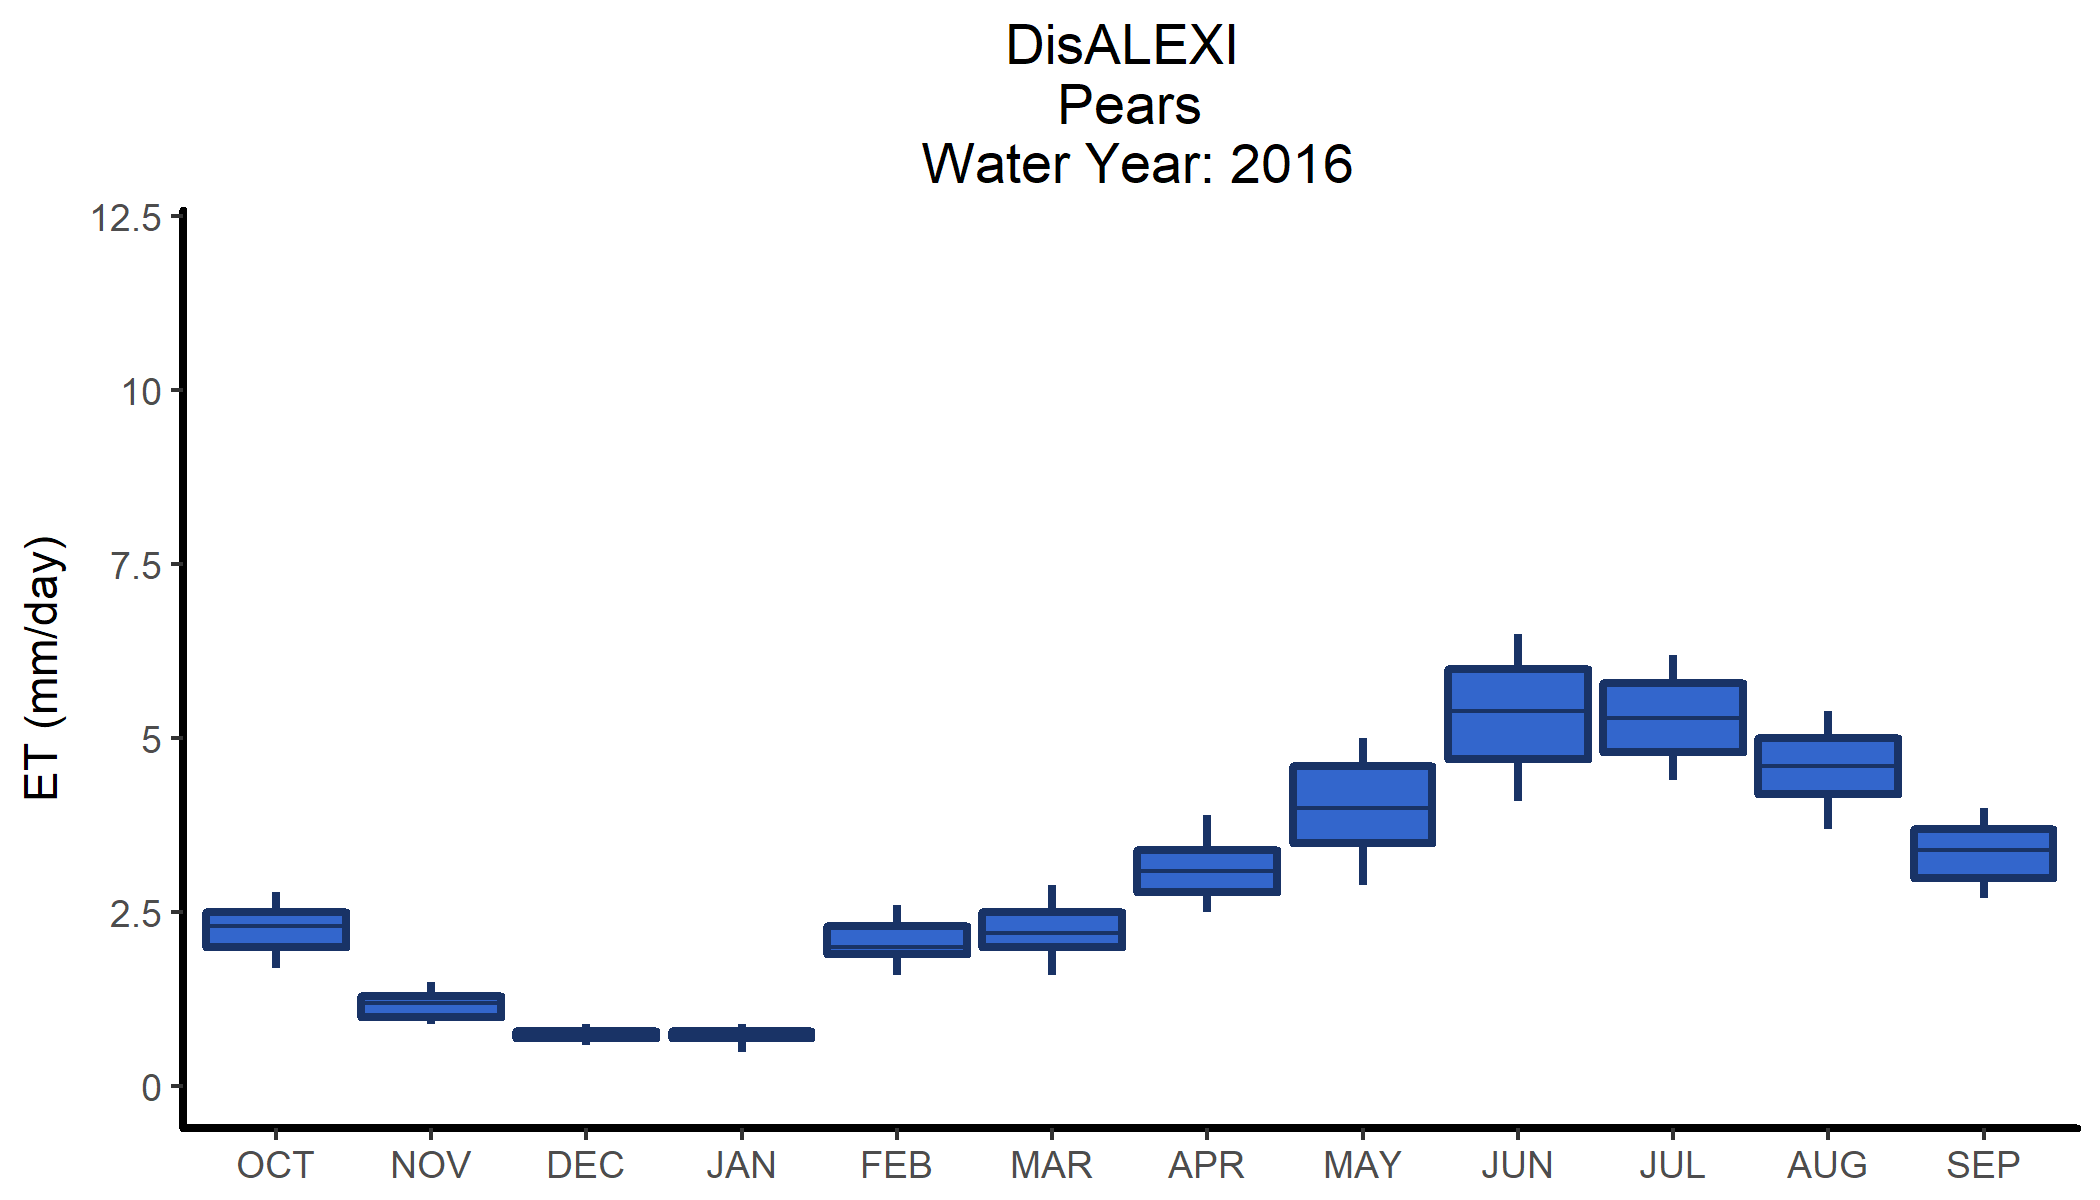 DisALEXI
Pears
Water Year: 2016
12.5
10
7.5
5
2.5
0
ET (mm/day)
OCT NOV DEC JAN FEB MAR APR MAY JUN JUL AUG SEP